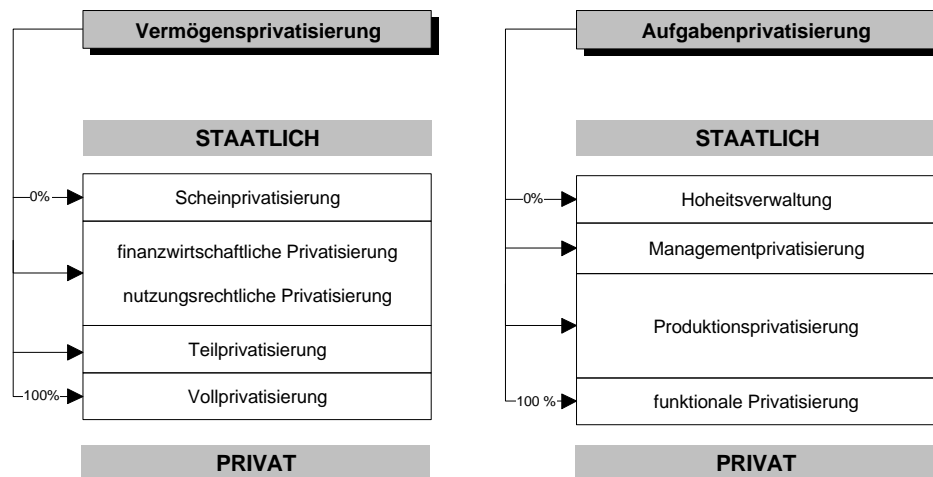 Vermögensprivatisierung
STAATLICH
0%
Scheinprivatisierung
finanzwirtschaftliche Privatisierung
nutzungsrechtliche Privatisierung
Teilprivatisierung
100%
Vollprivatisierung
PRIVAT
Aufgabenprivatisierung
STAATLICH
0%
Hoheitsverwaltung
Managementprivatisierung
Produktionsprivatisierung
100 %
funktionale Privatisierung
PRIVAT